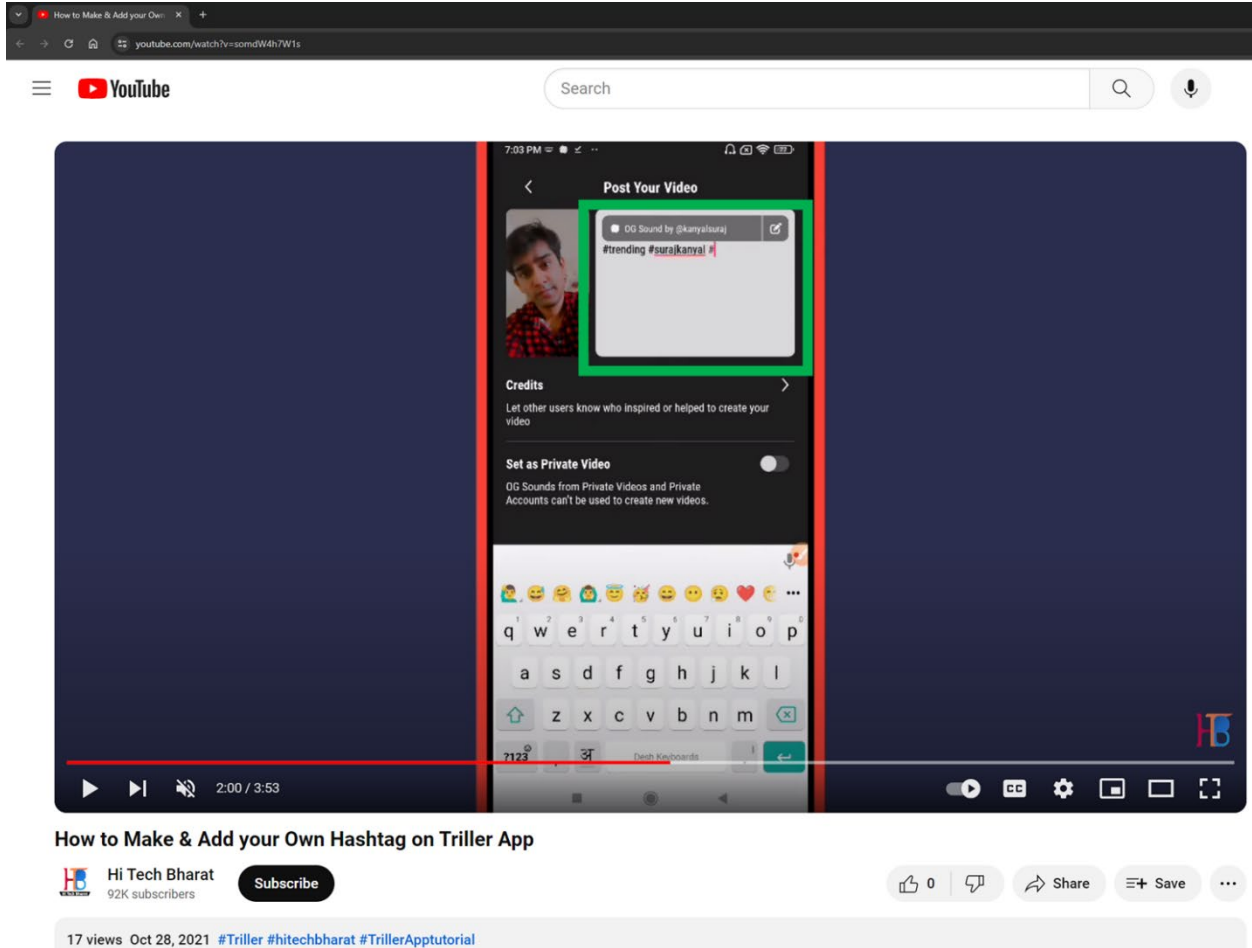 How to Make & Add your Own
youtube.com/watch?v=somdW4h7W1s
YouTube
Search
7:03 PM
Post Your Video
OG Sound by @kanyalsuraj
#trending #surajkanyal #
Credits
Let other users know who inspired or helped to create your
video
Set as Private Video
OG Sounds from Private Videos and Private
Accounts can't be used to create new videos.
q w e r t y u i o p
a s d f g h j k l
z x c v b n m
?123 , अ Desh Keyboards
HTB
2:00 / 3:53
CC
How to Make & Add your Own Hashtag on Triller App
Hi Tech Bharat
92K subscribers
Subscribe
0
Share
Save
17 views Oct 28, 2021 #Triller #hitechbharat #TrillerApptutorial